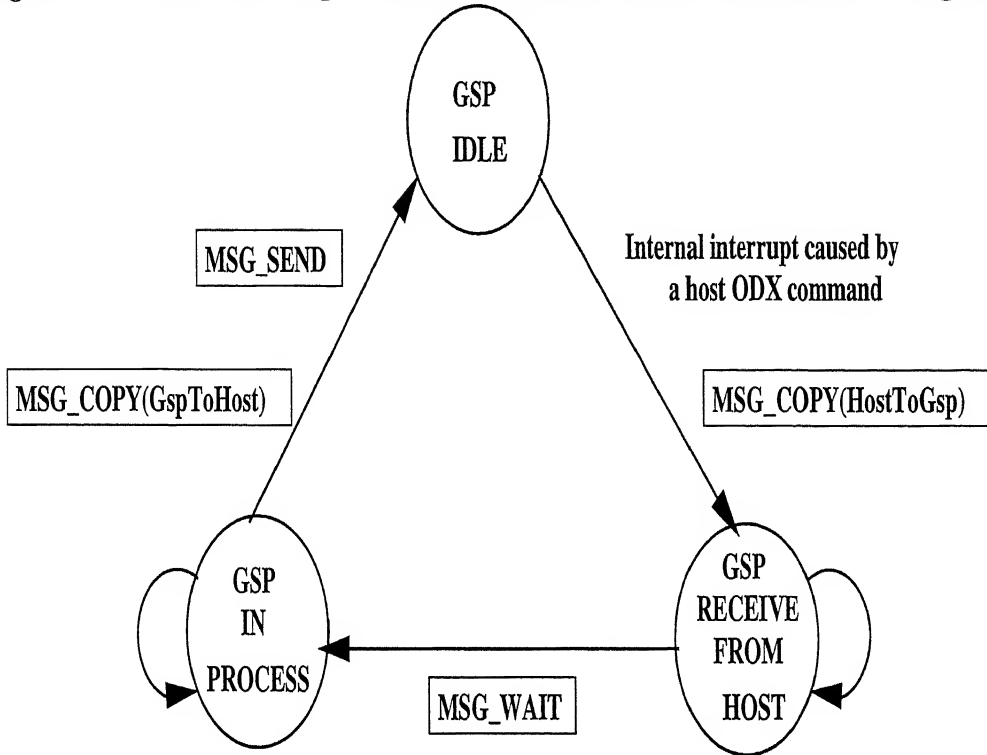 GSP
IDLE
MSG_SEND
Internal interrupt caused by
a host ODX command
MSG_COPY(GspToHost)
MSG_COPY(HostToGsp)
GSP
IN
PROCESS
GSP
RECEIVE
FROM
HOST
MSG_WAIT